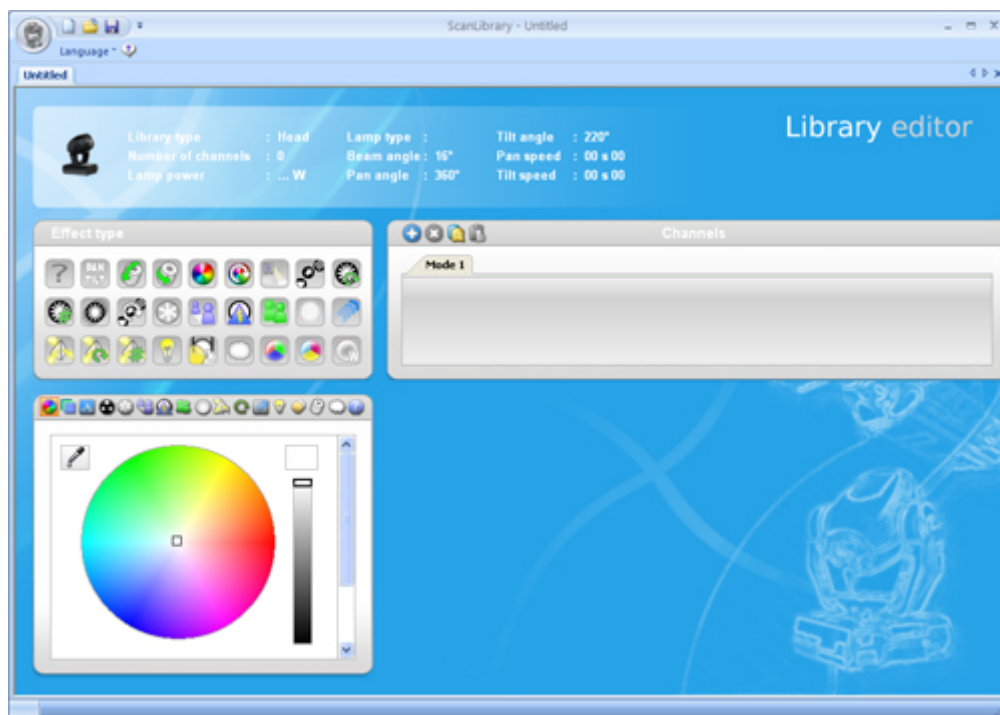 ScanLibrary - Untitled
Language
Untitled
Library editor
Library type : Head
Number of channels : 0
Lamp power : ... W
Lamp type :
Beam angle : 16°
Pan angle : 360°
Tilt angle : 220°
Pan speed : 00 s 00
Tilt speed : 00 s 00
Effect type
Channels
PAN
Mode 1